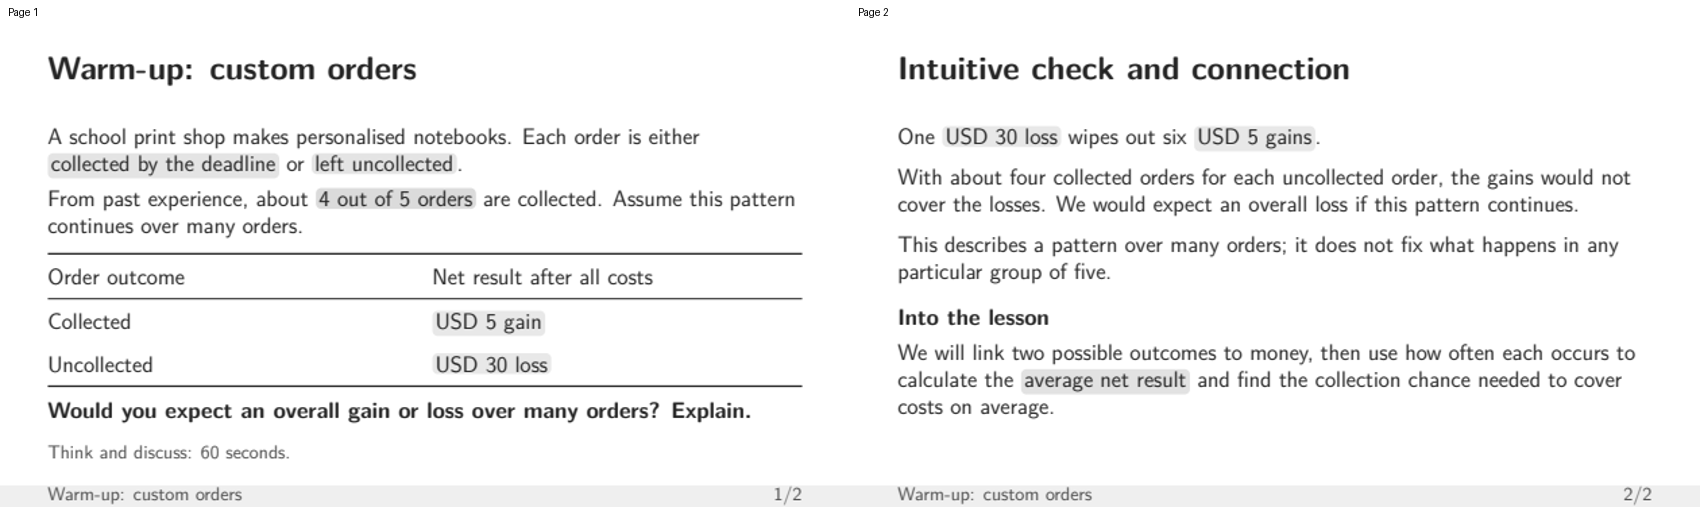 Page 1
Warm-up: custom orders
A school print shop makes personalised notebooks. Each order is either
collected by the deadline or left uncollected.
From past experience, about 4 out of 5 orders are collected. Assume this pattern
continues over many orders.
Order outcome Net result after all costs
Collected USD 5 gain
Uncollected USD 30 loss
Would you expect an overall gain or loss over many orders? Explain.
Think and discuss: 60 seconds.
Warm-up: custom orders 1/2
Page 2
Intuitive check and connection
One USD 30 loss wipes out six USD 5 gains.
With about four collected orders for each uncollected order, the gains would not
cover the losses. We would expect an overall loss if this pattern continues.
This describes a pattern over many orders; it does not fix what happens in any
particular group of five.
Into the lesson
We will link two possible outcomes to money, then use how often each occurs to
calculate the average net result and find the collection chance needed to cover
costs on average.
Warm-up: custom orders 2/2